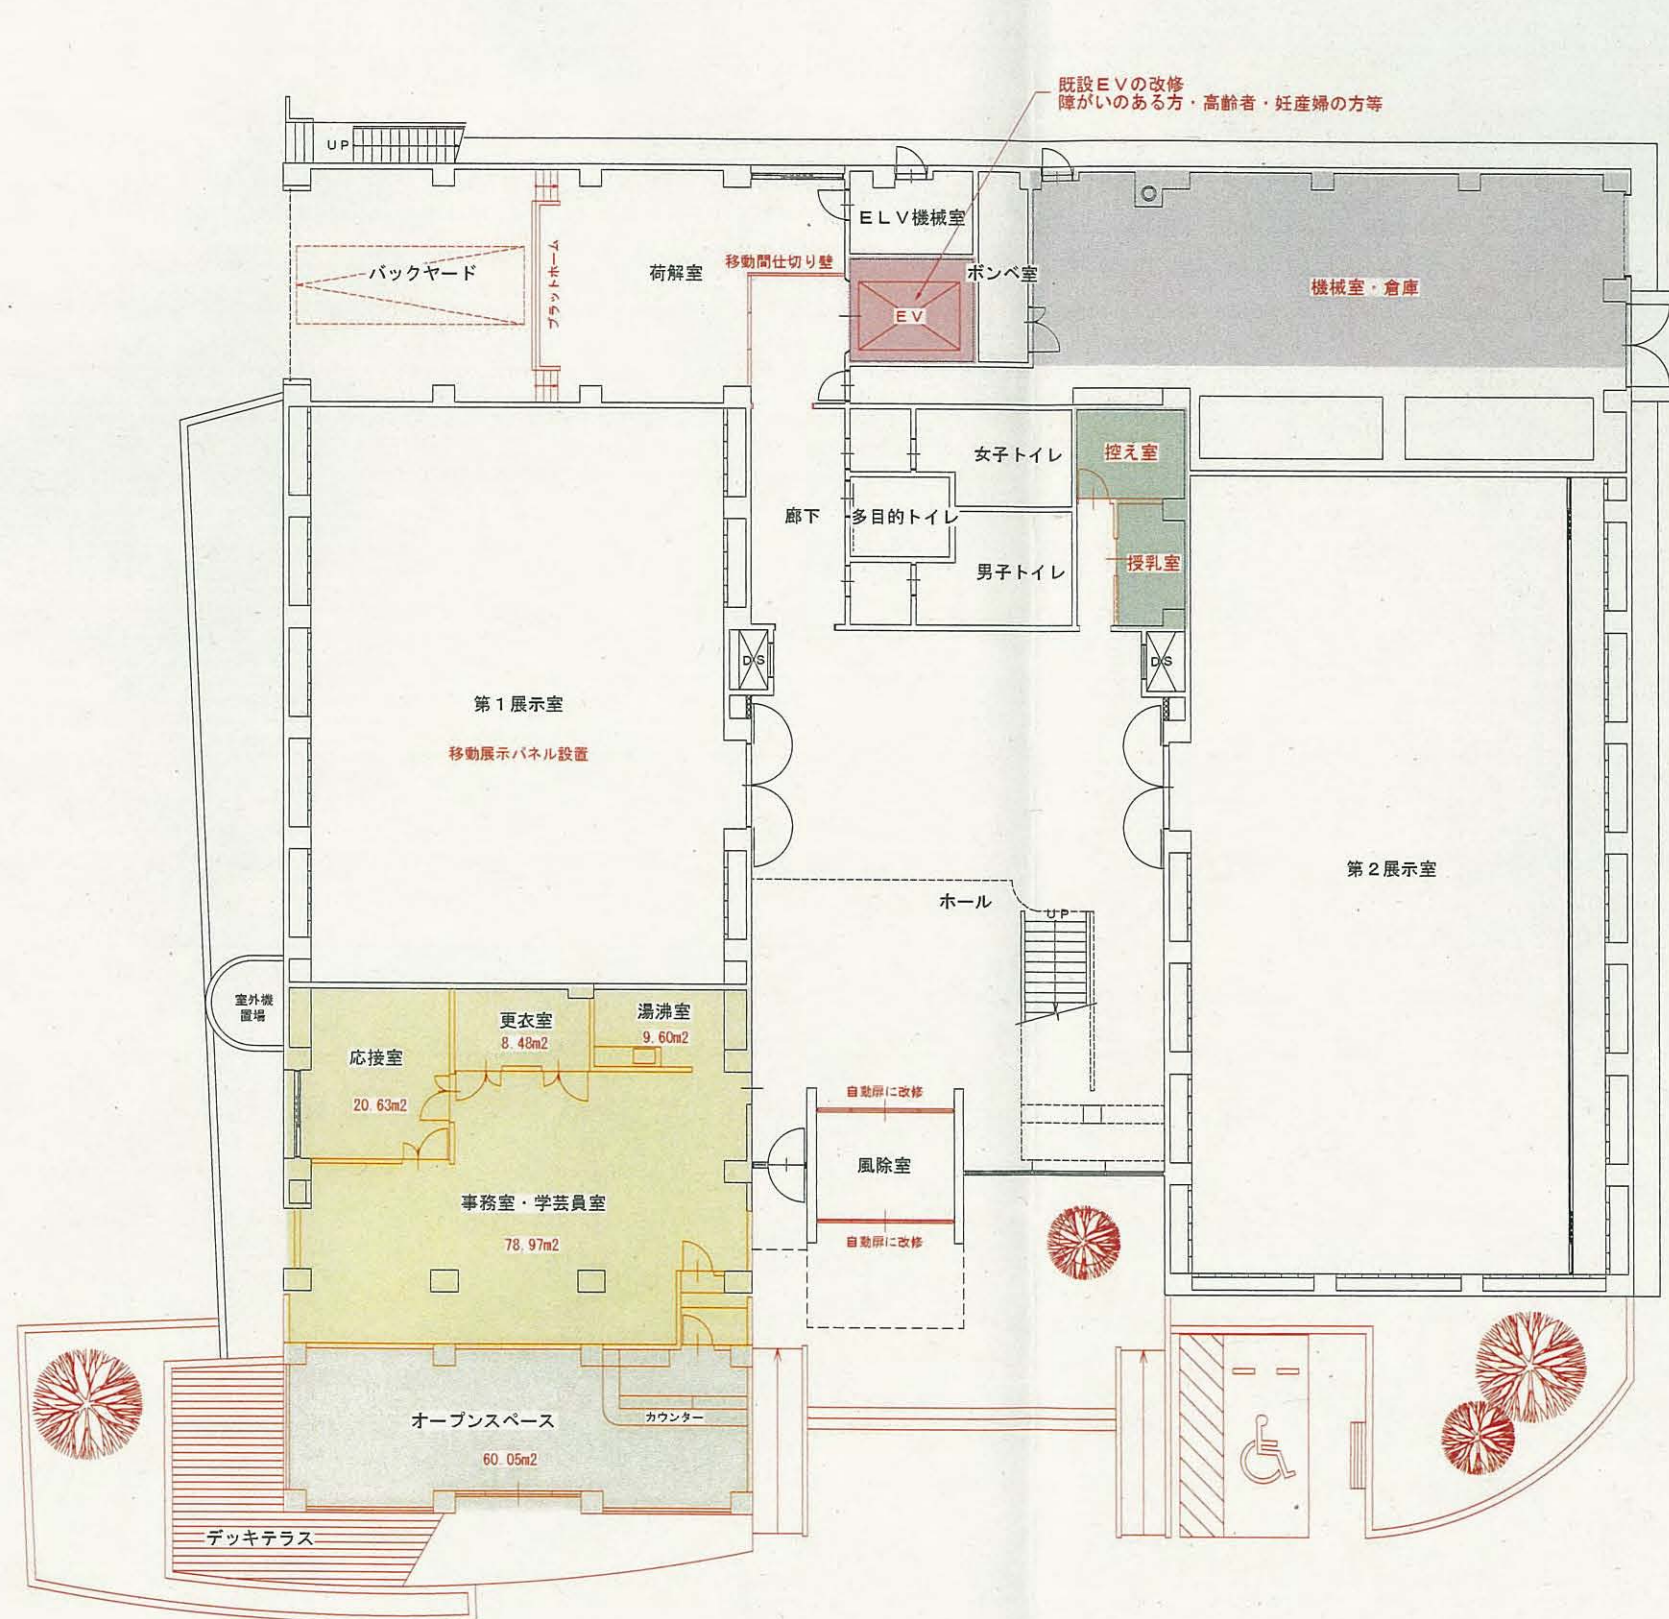 既設EVの改修
障がいのある方・高齢者・妊産婦の方等
UP
ELV機械室
バックヤード
プラットホーム
荷解室
移動間仕切り壁
ボンベ室
機械室・倉庫
EV
女子トイレ
控え室
廊下
多目的トイレ
男子トイレ
授乳室
DS
DS
第1展示室
移動展示パネル設置
第2展示室
ホール
UP
室外機
置場
応接室
20.63m2
更衣室
8.48m2
湯沸室
9.60m2
自動扉に改修
風除室
自動扉に改修
事務室・学芸員室
78.97m2
オープンスペース
60.05m2
カウンター
デッキテラス